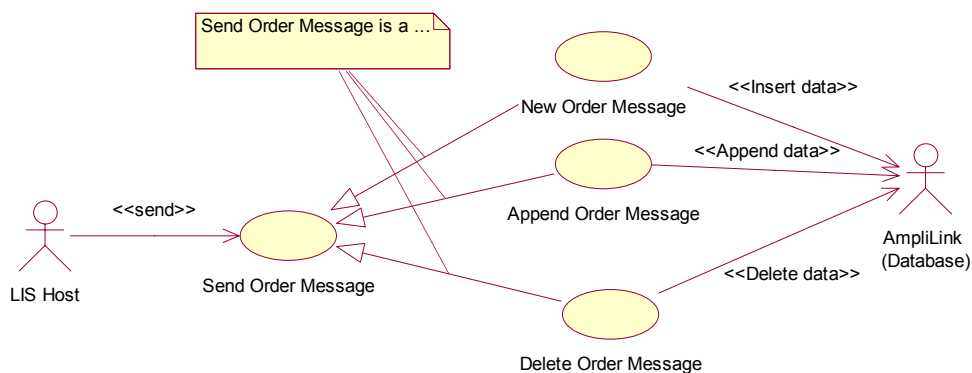 Send Order Message is a ...
<<Insert data>>
New Order Message
<<Append data>>
<<send>>
Append Order Message
AmpliLink
(Database)
<<Delete data>>
Send Order Message
LIS Host
Delete Order Message